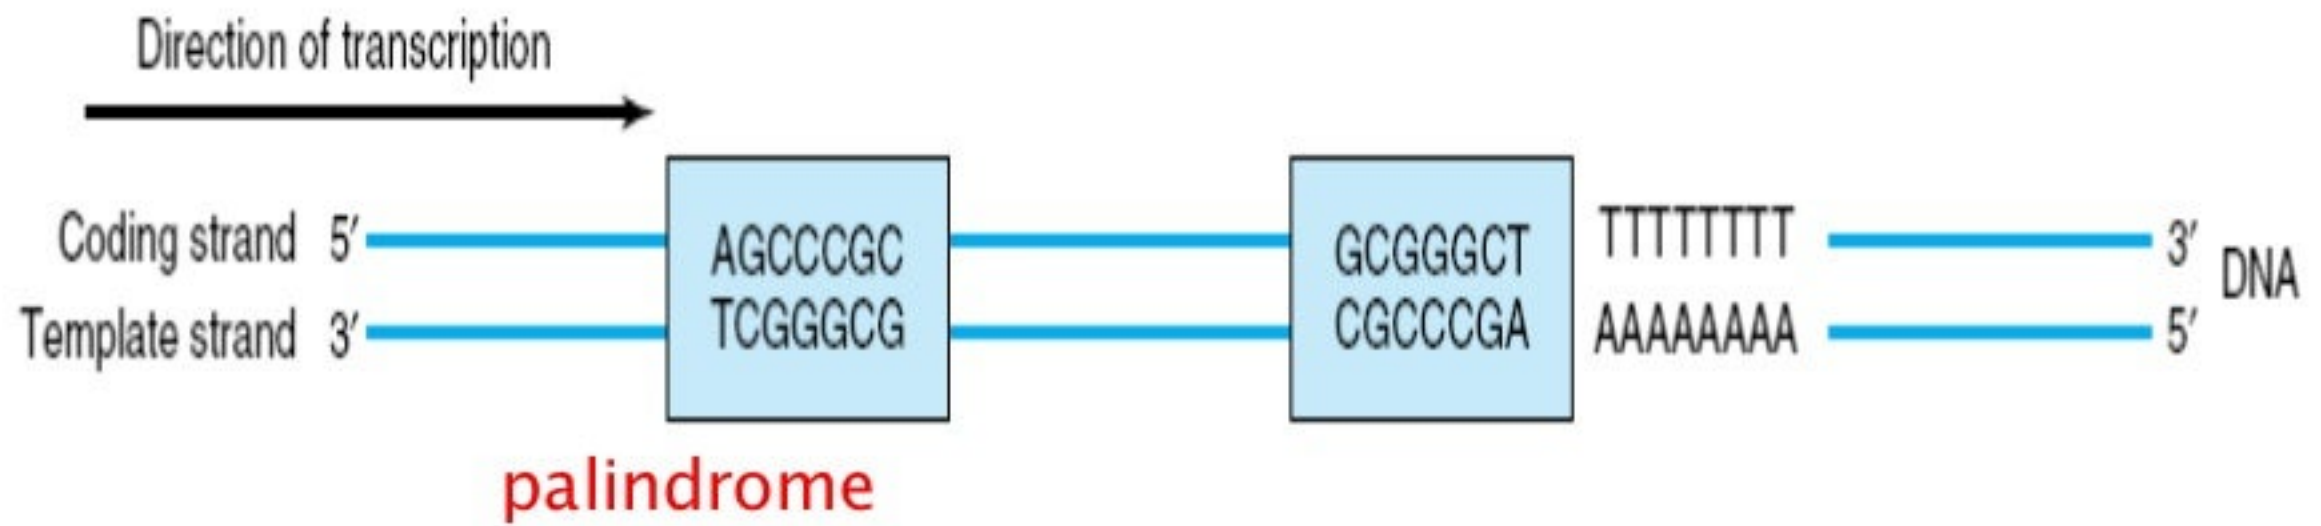 Direction of transcription
Coding strand 5′ AGCCCGC GCGGGCT TTTTTTTT 3′
DNA
Template strand 3′ TCGGGCG CGCCCGA AAAAAAAA 5′
palindrome